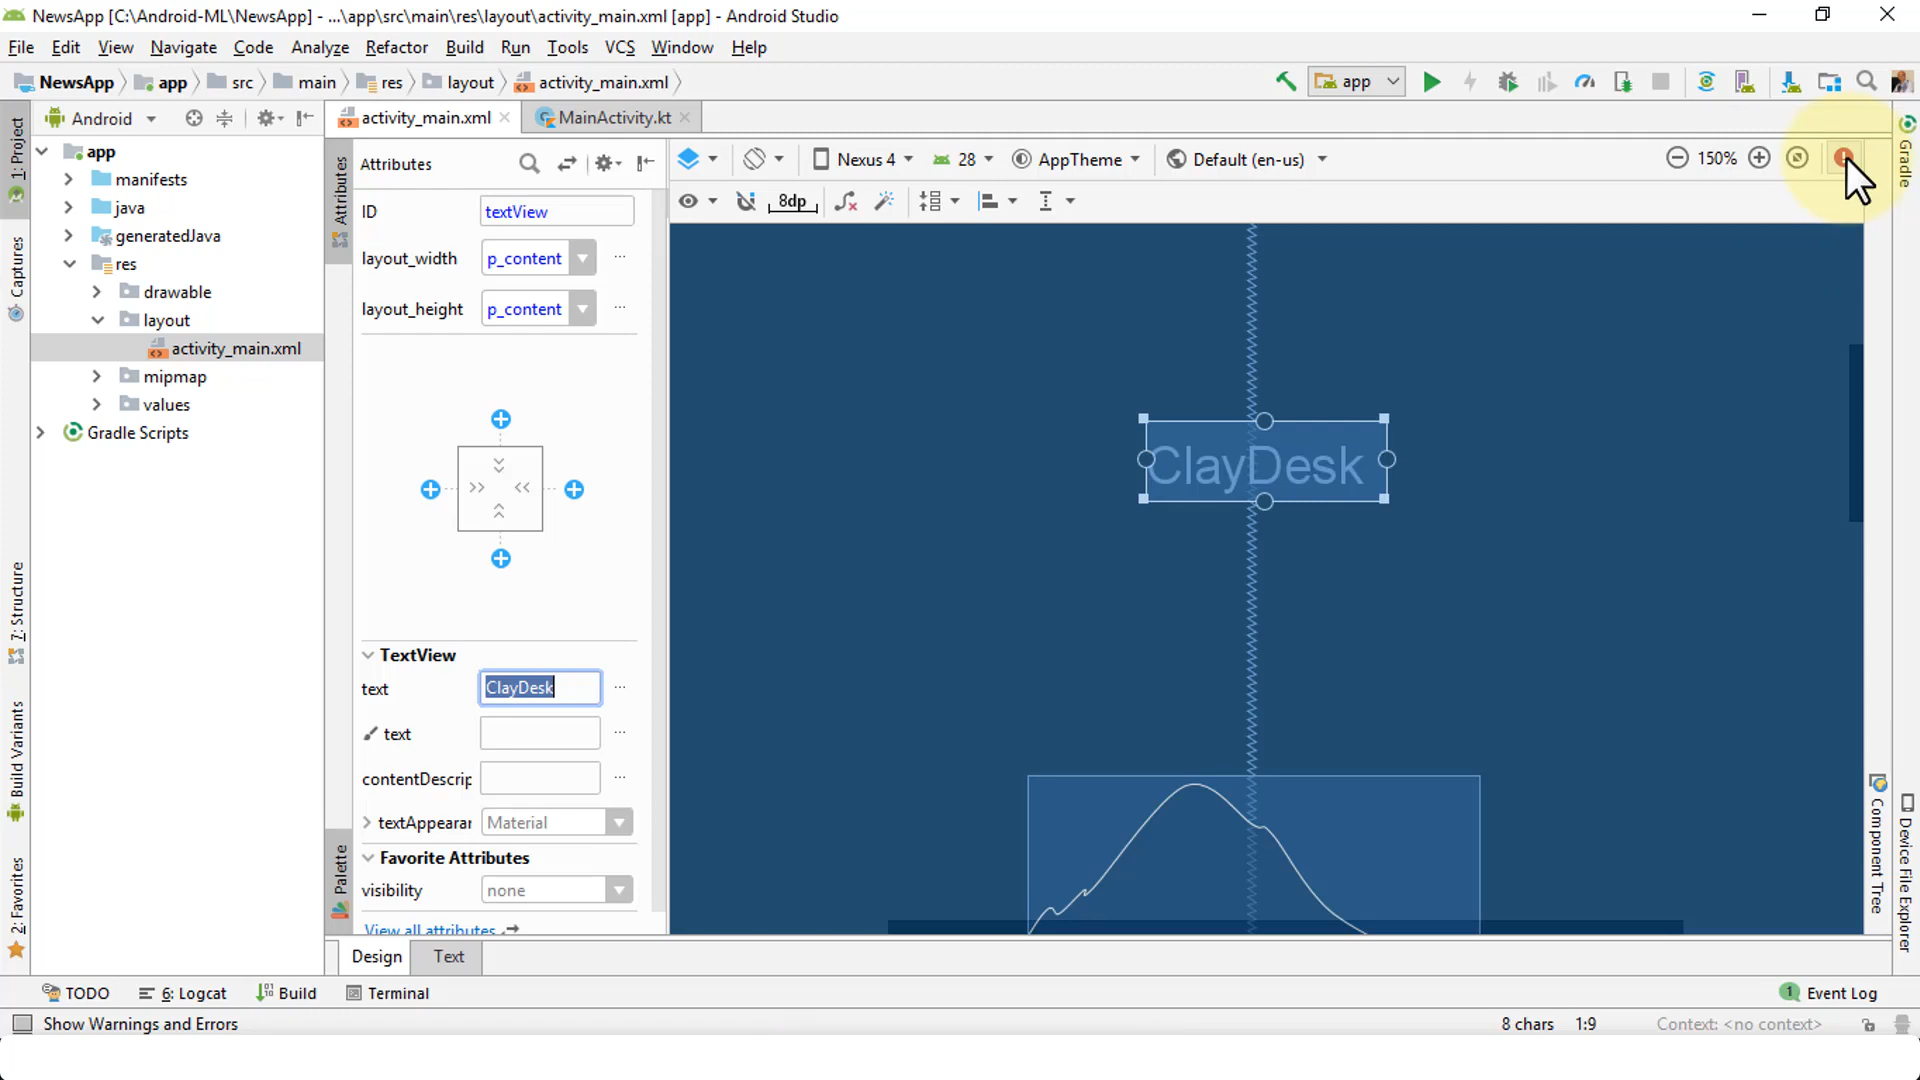 NewsApp [C:\Android-ML\NewsApp] - ...\app\src\main\res\layout\activity_main.xml [app] - Android Studio
File Edit View Navigate Code Analyze Refactor Build Run Tools VCS Window Help
NewsApp app src main res layout activity_main.xml app
1: Project
Captures
7: Structure
Build Variants
2: Favorites
Android
app
manifests
java
generatedJava
res
drawable
layout
activity_main.xml
mipmap
values
Gradle Scripts
activity_main.xml MainActivity.kt
Attributes
Palette
Attributes
ID textView
layout_width p_content ...
layout_height p_content ...
TextView
text ClayDesk ...
text ...
contentDescrip ...
textAppearar Material
Favorite Attributes
visibility none
View all attributes
Nexus 4 28 AppTheme Default (en-us) 150%
8dp
ClayDesk
Design Text
Gradle
Component Tree
Device File Explorer
TODO 6: Logcat Build Terminal 1 Event Log
Show Warnings and Errors 8 chars 1:9 Context: <no context>